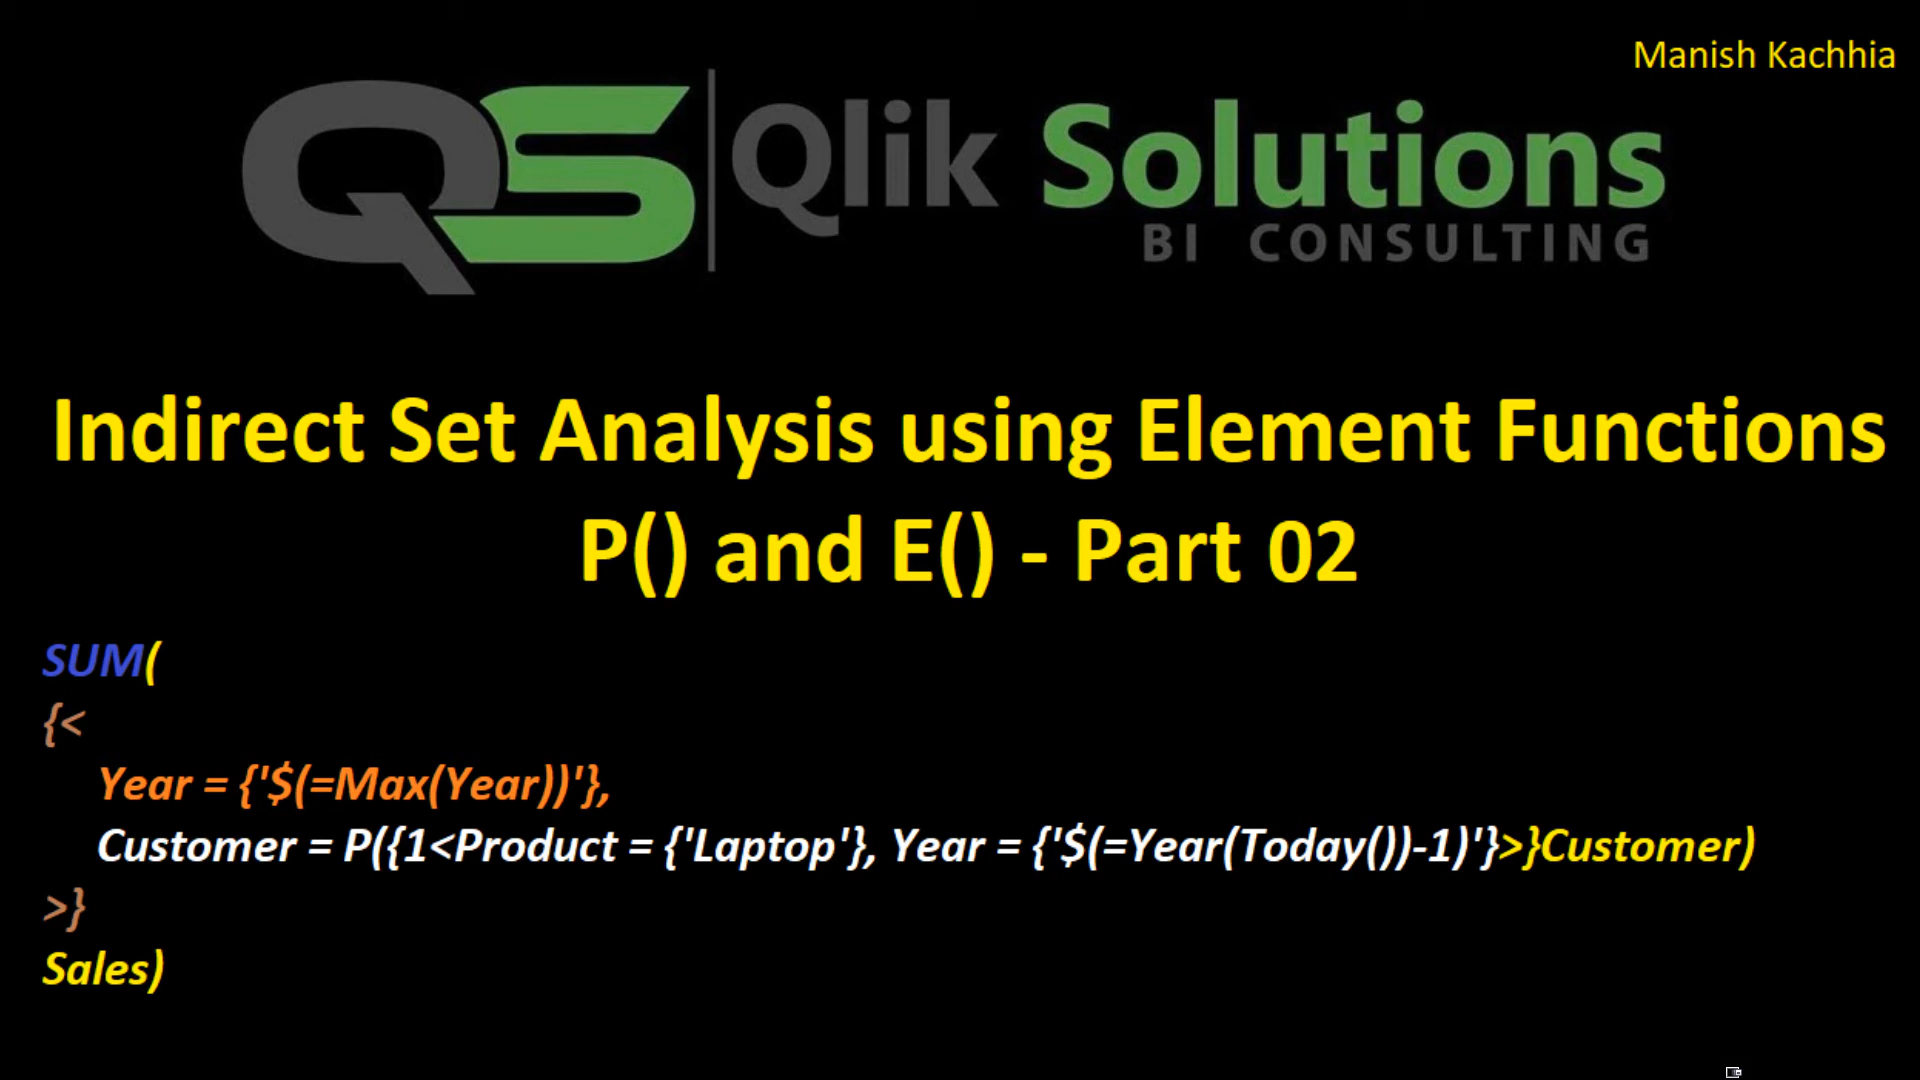 Manish Kachhia
QS Qlik Solutions
BI CONSULTING
Indirect Set Analysis using Element Functions
P() and E() - Part 02
SUM(
{<
Year = {'$(=Max(Year))'},
Customer = P({1<Product = {'Laptop'}, Year = {'$(=Year(Today())-1)'}>}Customer)
>}
Sales)